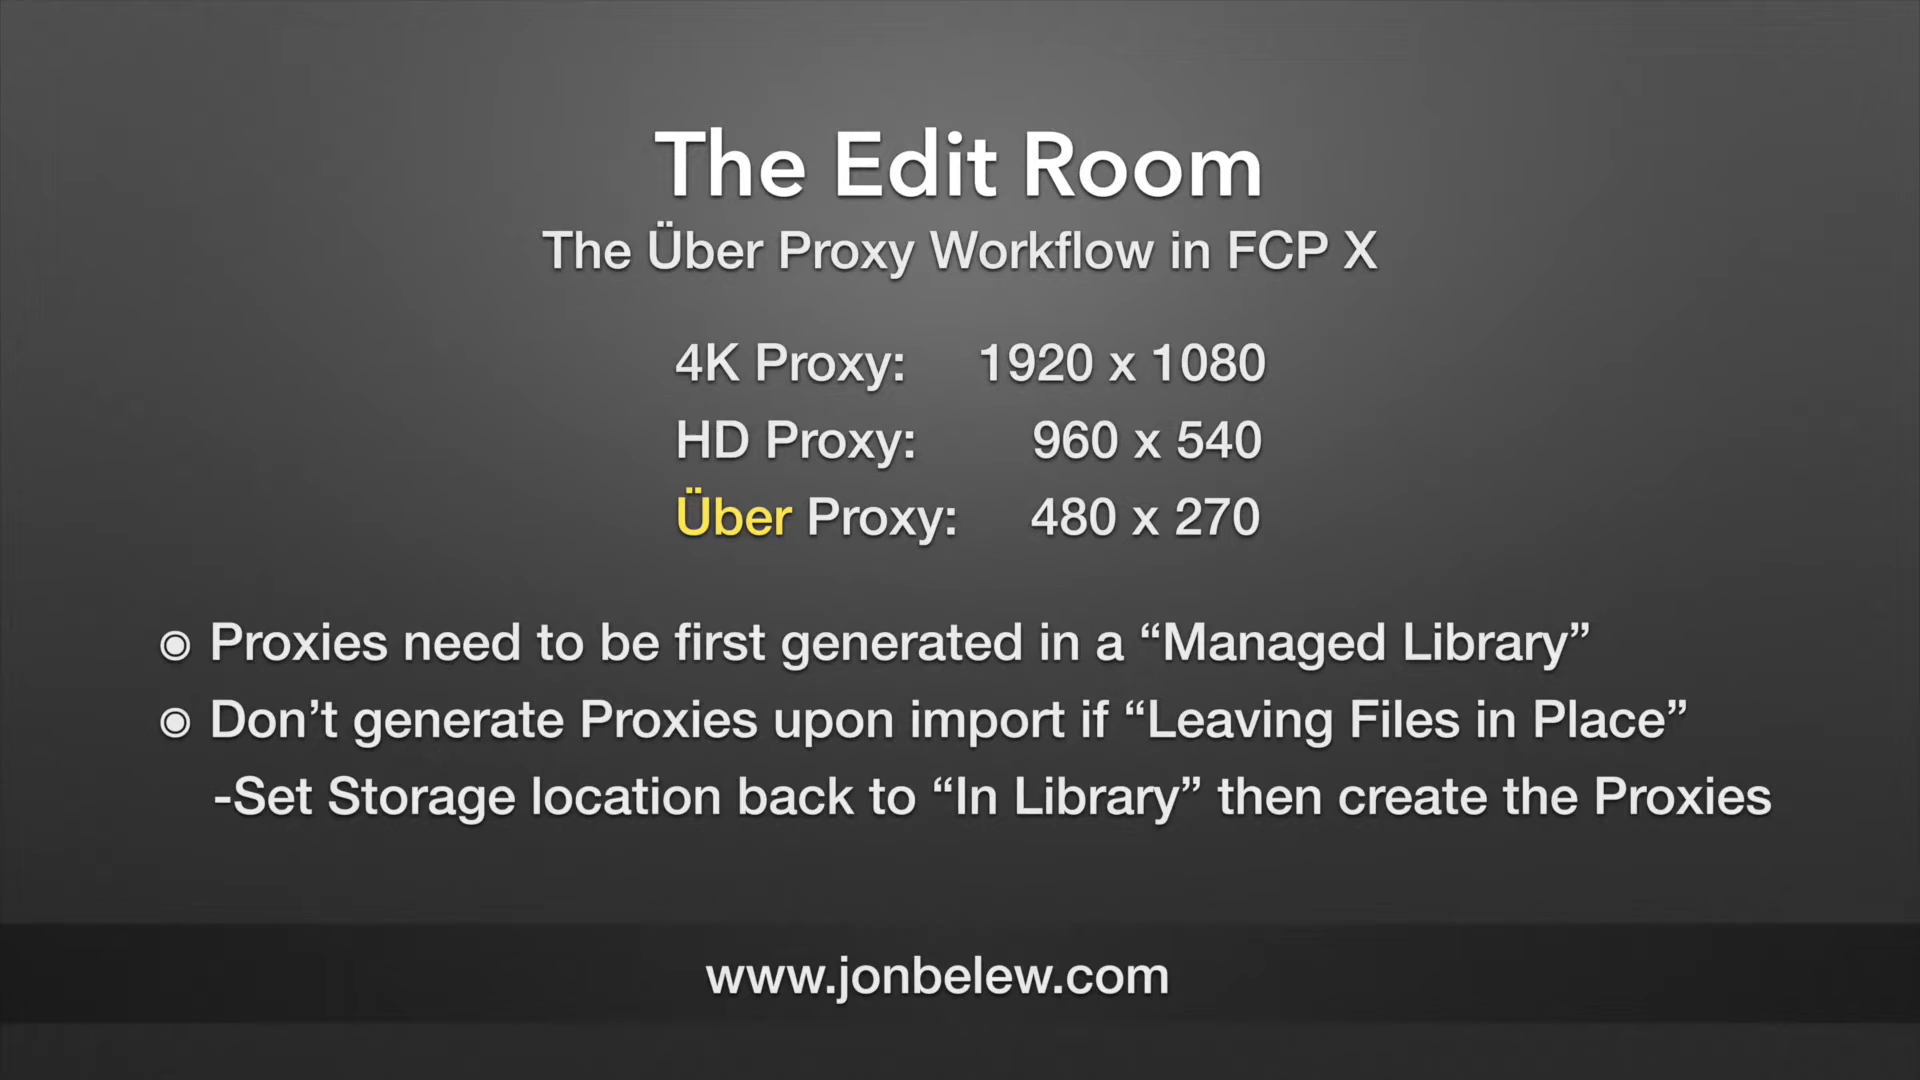 The Edit Room
The Über Proxy Workflow in FCP X
4K Proxy: 1920 x 1080
HD Proxy: 960 x 540
Über Proxy: 480 x 270
◉ Proxies need to be first generated in a “Managed Library”
◉ Don’t generate Proxies upon import if “Leaving Files in Place”
-Set Storage location back to “In Library” then create the Proxies
www.jonbelew.com